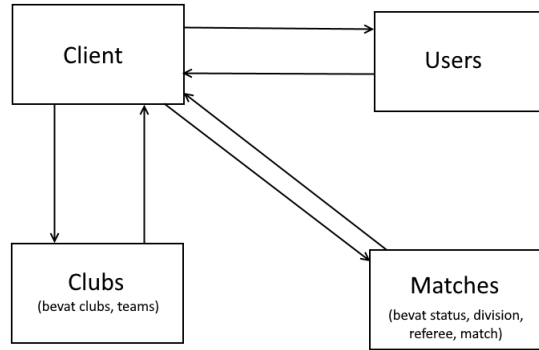 Client
Users
Clubs
(bevat clubs, teams)
Matches
(bevat status, division,
referee, match)